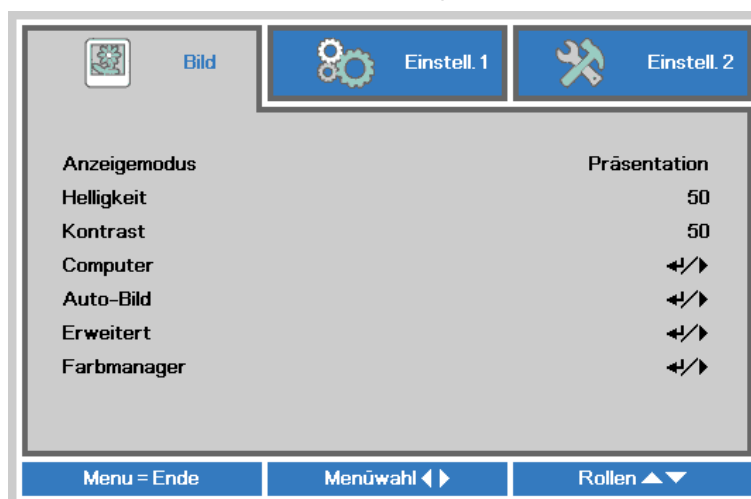 Bild Einstell. 1 Einstell. 2
Anzeigemodus Präsentation
Helligkeit 50
Kontrast 50
Computer ↵/▶
Auto-Bild ↵/▶
Erweitert ↵/▶
Farbmanager ↵/▶
Menu = Ende Menüwahl ◀ ▶ Rollen ▲▼